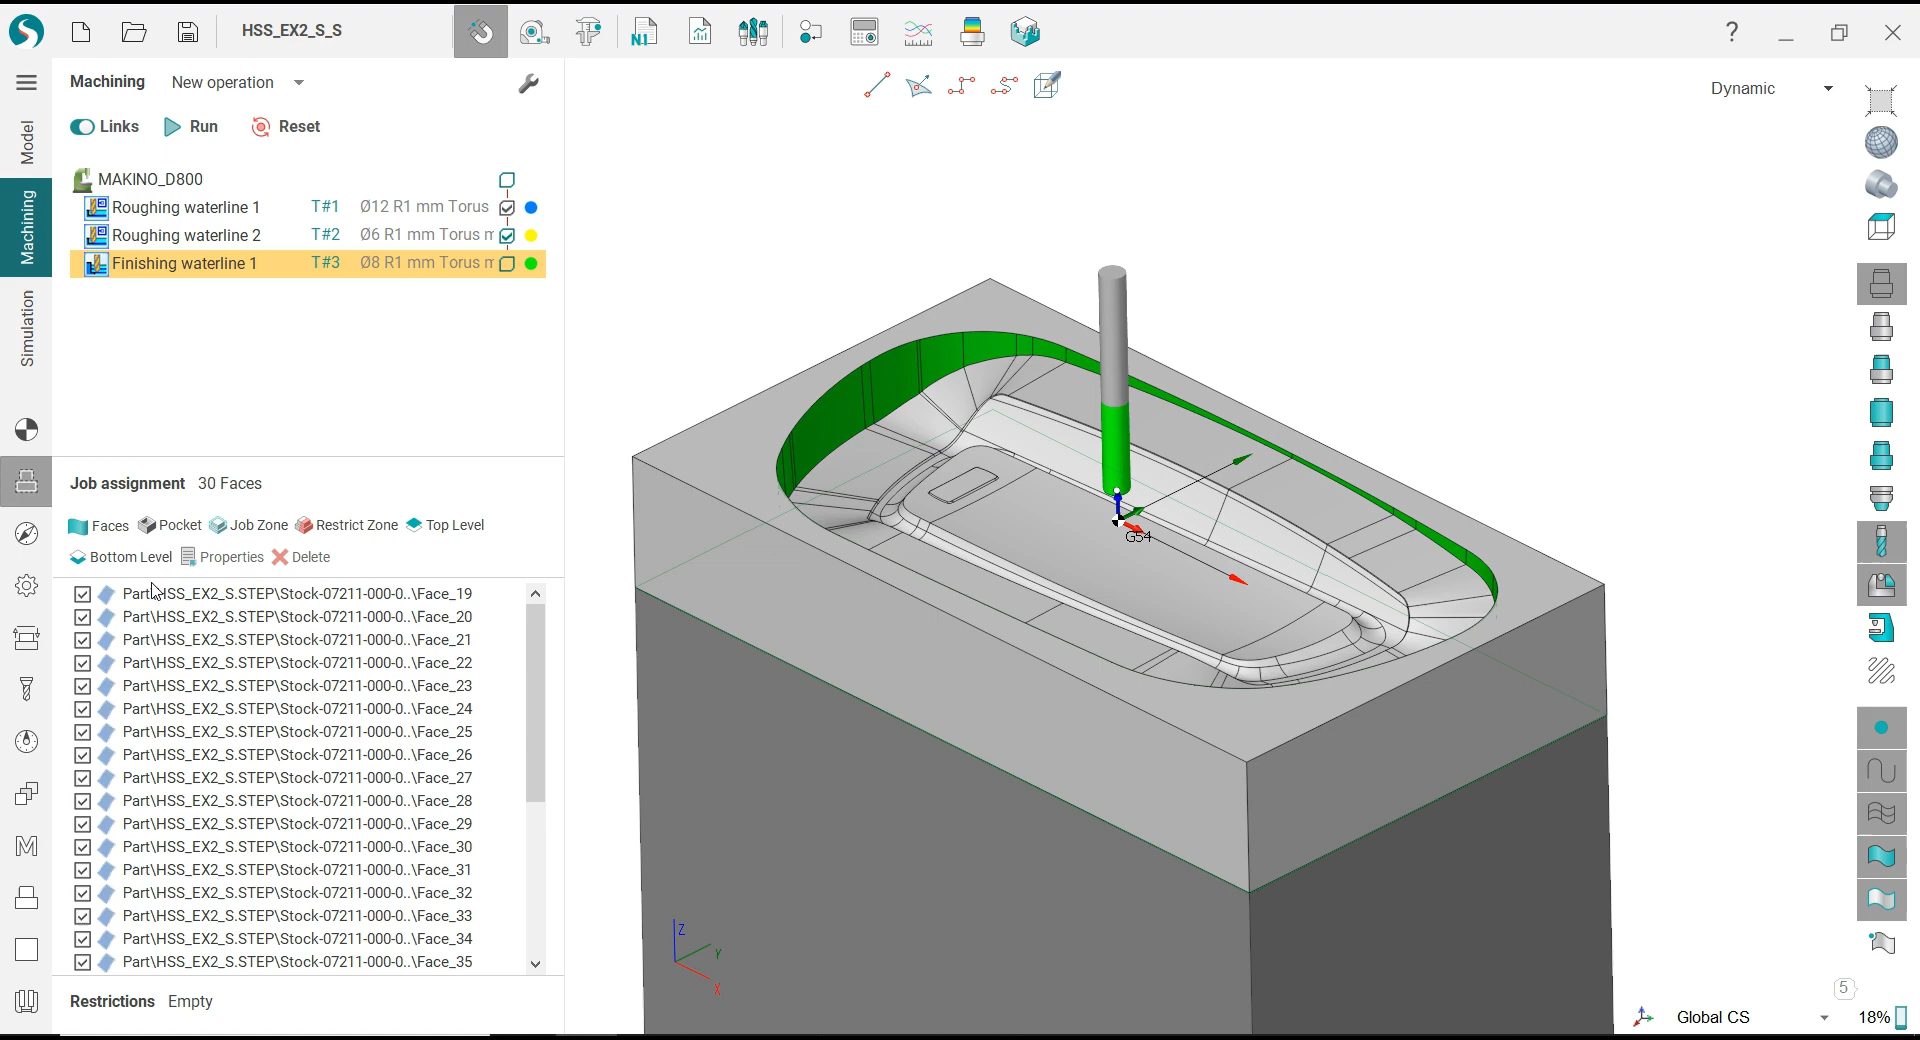 HSS_EX2_S_S
N1
?
Machining New operation
Dynamic
Links Run Reset
Model
Machining
Simulation
MAKINO_D800
Roughing waterline 1 T#1 Ø12 R1 mm Torus
Roughing waterline 2 T#2 Ø6 R1 mm Torus
Finishing waterline 1 T#3 Ø8 R1 mm Torus
Job assignment 30 Faces
Faces Pocket Job Zone Restrict Zone Top Level
Bottom Level Properties Delete
G54
Part\HSS_EX2_S.STEP\Stock-07211-000-0..\Face_19
Part\HSS_EX2_S.STEP\Stock-07211-000-0..\Face_20
Part\HSS_EX2_S.STEP\Stock-07211-000-0..\Face_21
Part\HSS_EX2_S.STEP\Stock-07211-000-0..\Face_22
Part\HSS_EX2_S.STEP\Stock-07211-000-0..\Face_23
Part\HSS_EX2_S.STEP\Stock-07211-000-0..\Face_24
Part\HSS_EX2_S.STEP\Stock-07211-000-0..\Face_25
Part\HSS_EX2_S.STEP\Stock-07211-000-0..\Face_26
Part\HSS_EX2_S.STEP\Stock-07211-000-0..\Face_27
Part\HSS_EX2_S.STEP\Stock-07211-000-0..\Face_28
Part\HSS_EX2_S.STEP\Stock-07211-000-0..\Face_29
Part\HSS_EX2_S.STEP\Stock-07211-000-0..\Face_30
Part\HSS_EX2_S.STEP\Stock-07211-000-0..\Face_31
Part\HSS_EX2_S.STEP\Stock-07211-000-0..\Face_32
Part\HSS_EX2_S.STEP\Stock-07211-000-0..\Face_33
Part\HSS_EX2_S.STEP\Stock-07211-000-0..\Face_34
Part\HSS_EX2_S.STEP\Stock-07211-000-0..\Face_35
Z
Y
X
Restrictions Empty
5
Global CS 18%